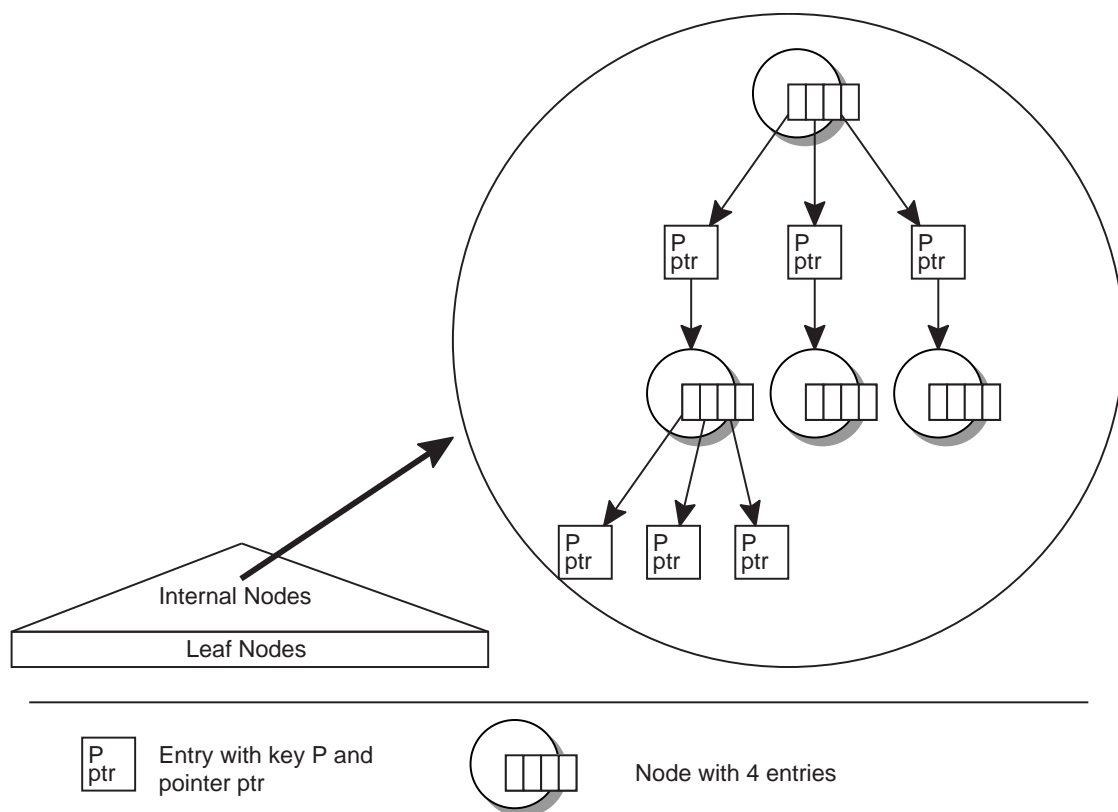 P
ptr
P
ptr
P
ptr
P
ptr
P
ptr
P
ptr
Internal Nodes
Leaf Nodes
P
ptr
Entry with key P and
pointer ptr
Node with 4 entries